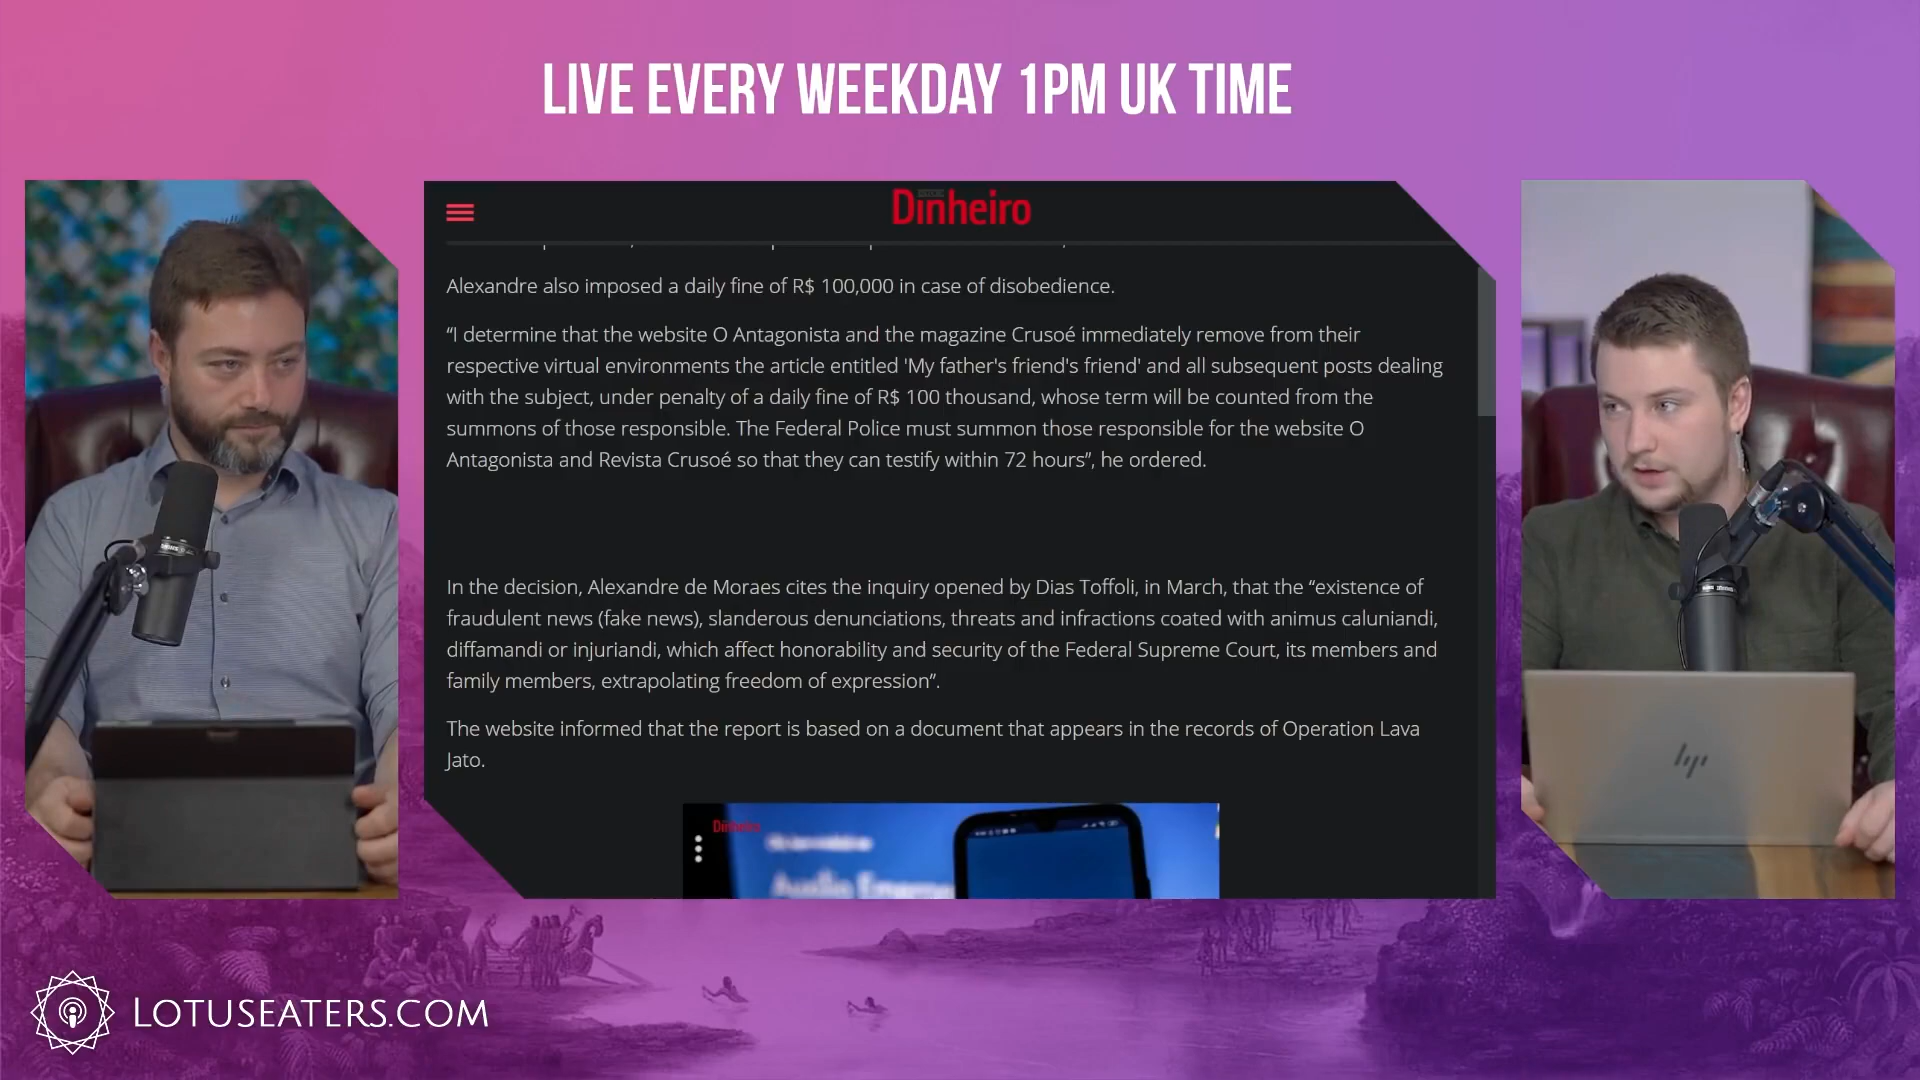 LIVE EVERY WEEKDAY 1PM UK TIME
Dinheiro
Alexandre also imposed a daily fine of R$ 100,000 in case of disobedience.
“I determine that the website O Antagonista and the magazine Crusoé immediately remove from their
respective virtual environments the article entitled 'My father's friend's friend' and all subsequent posts dealing
with the subject, under penalty of a daily fine of R$ 100 thousand, whose term will be counted from the
summons of those responsible. The Federal Police must summon those responsible for the website O
Antagonista and Revista Crusoé so that they can testify within 72 hours”, he ordered.
In the decision, Alexandre de Moraes cites the inquiry opened by Dias Toffoli, in March, that the “existence of
fraudulent news (fake news), slanderous denunciations, threats and infractions coated with animus caluniandi,
diffamandi or injuriandi, which affect honorability and security of the Federal Supreme Court, its members and
family members, extrapolating freedom of expression”.
The website informed that the report is based on a document that appears in the records of Operation Lava
Jato.
Dinheiro
hp
LOTUSEATERS.COM